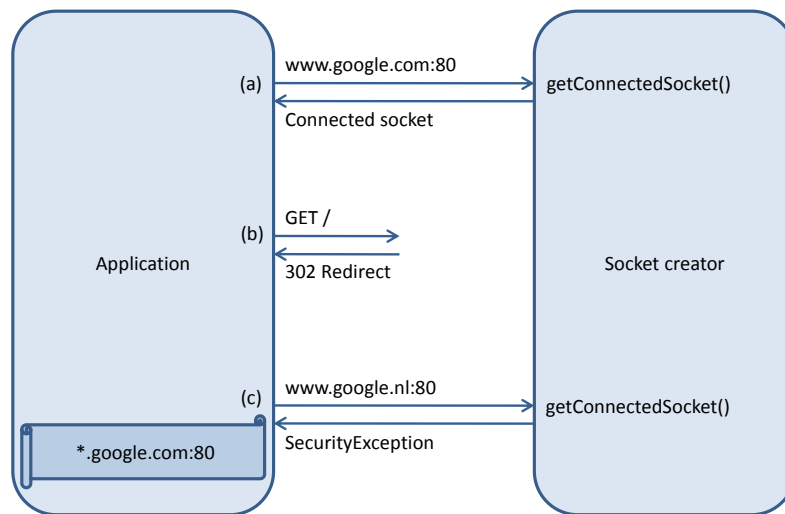 www.google.com:80
(a)
getConnectedSocket()
Connected socket
GET /
(b)
Application
302 Redirect
Socket creator
www.google.nl:80
(c)
getConnectedSocket()
SecurityException
*.google.com:80